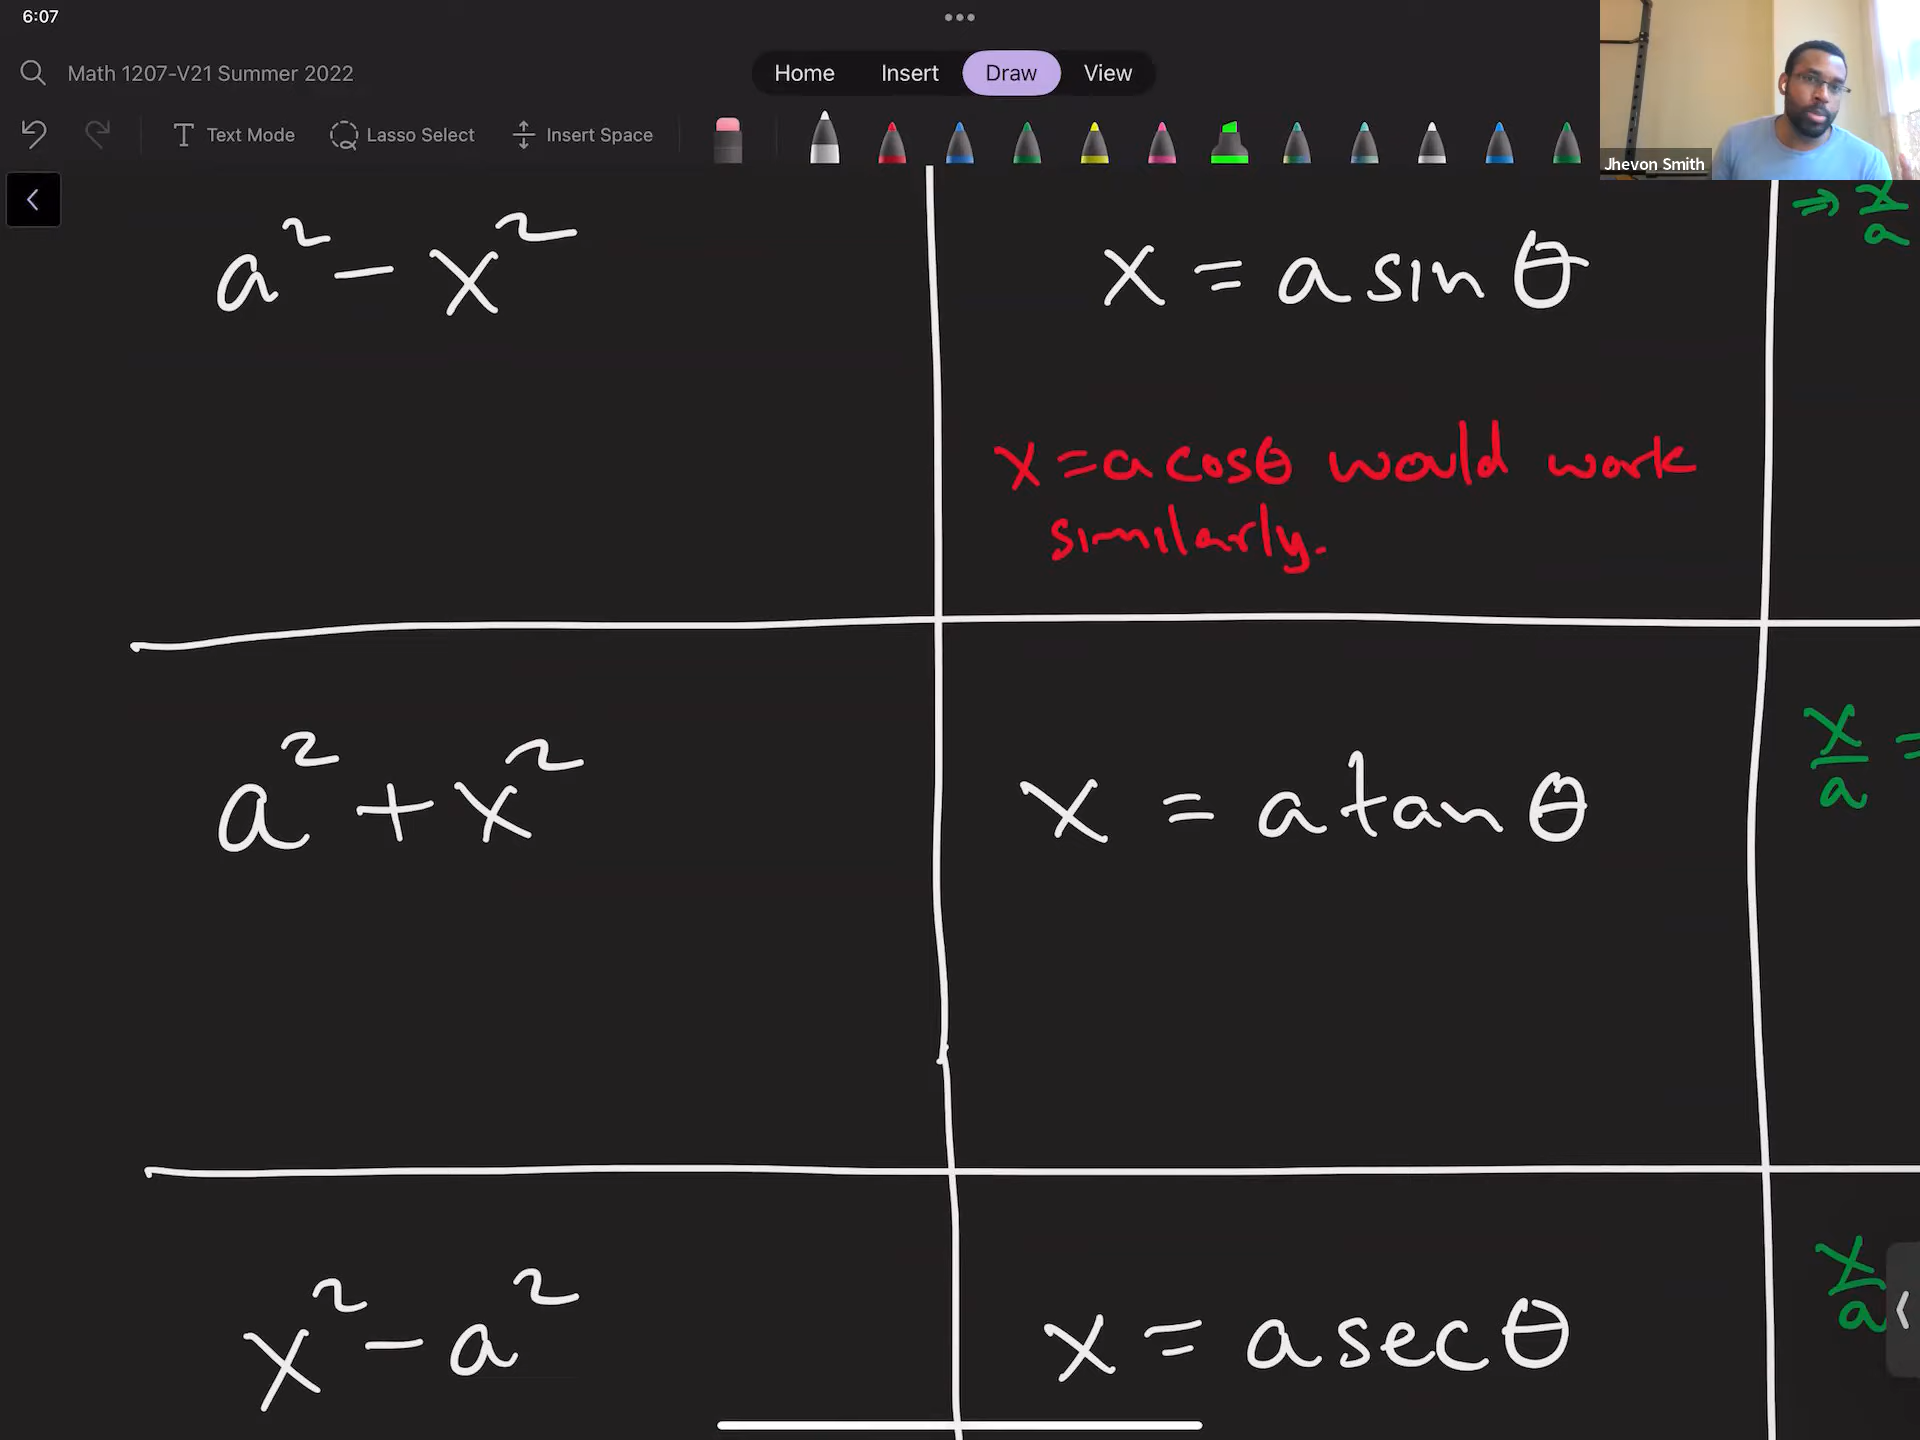 6:07
Math 1207-V21 Summer 2022
Home Insert Draw View
Text Mode Lasso Select Insert Space
Jhevon Smith
a² − x² x = a sin θ ⇒ x/a
x = a cos θ would work
similarly.
a² + x² x = a tan θ x/a =
x² − a² x = a sec θ x/a